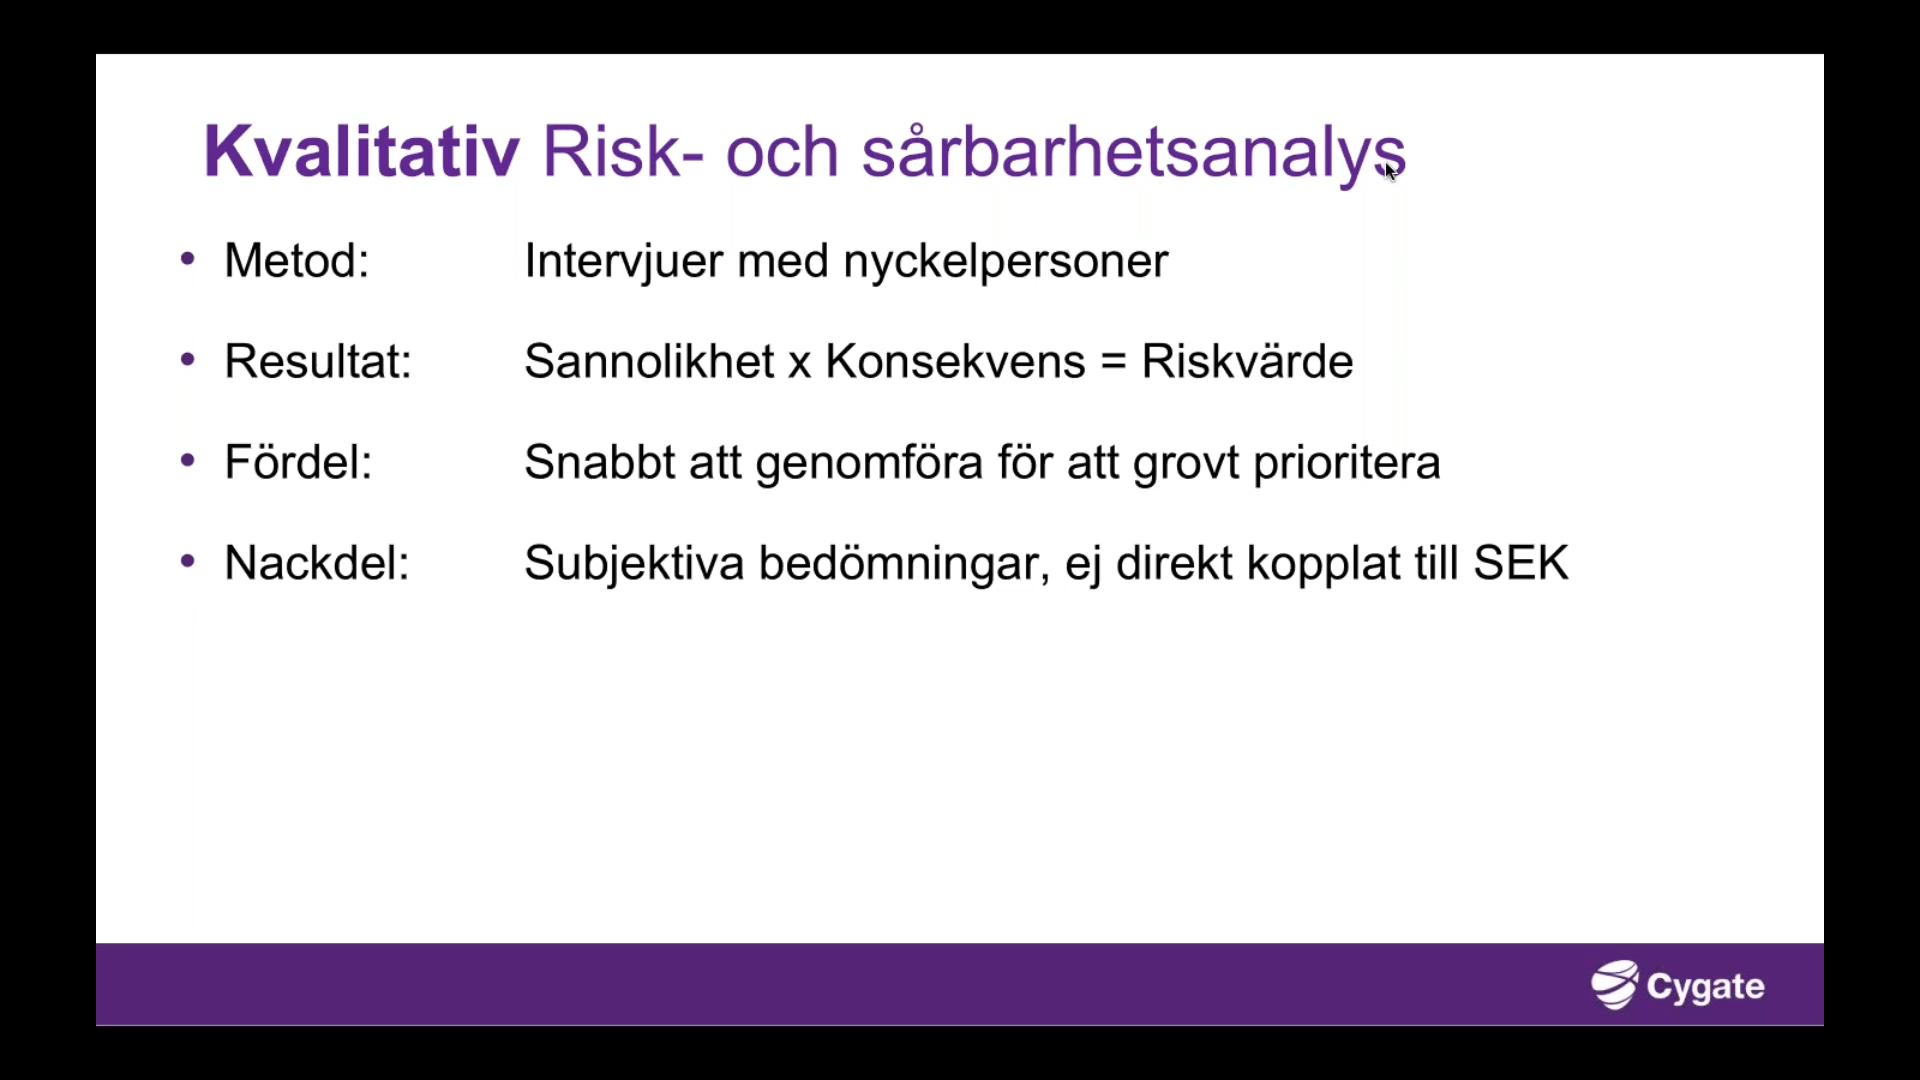 Kvalitativ Risk- och sårbarhetsanalys
• Metod: Intervjuer med nyckelpersoner
• Resultat: Sannolikhet x Konsekvens = Riskvärde
• Fördel: Snabbt att genomföra för att grovt prioritera
• Nackdel: Subjektiva bedömningar, ej direkt kopplat till SEK
Cygate